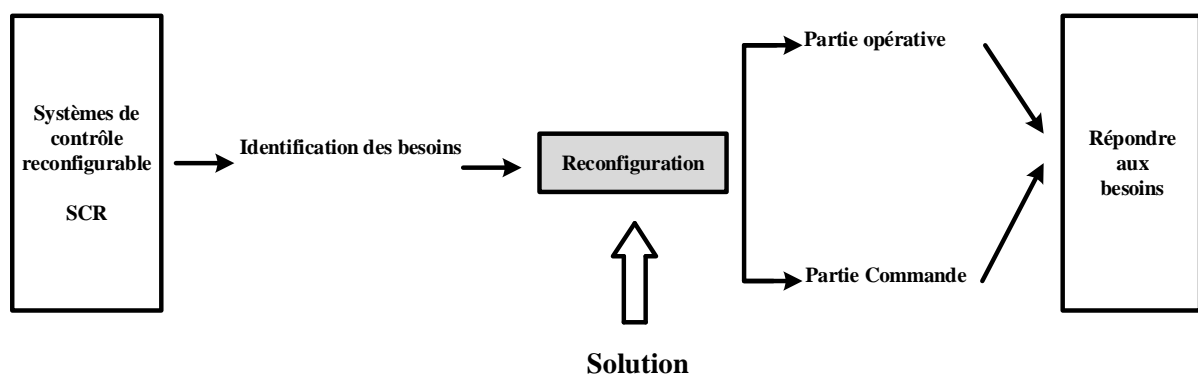 Systèmes de
contrôle
reconfigurable
SCR
Identification des besoins
Reconfiguration
Partie opérative
Partie Commande
Répondre
aux
besoins
Solution